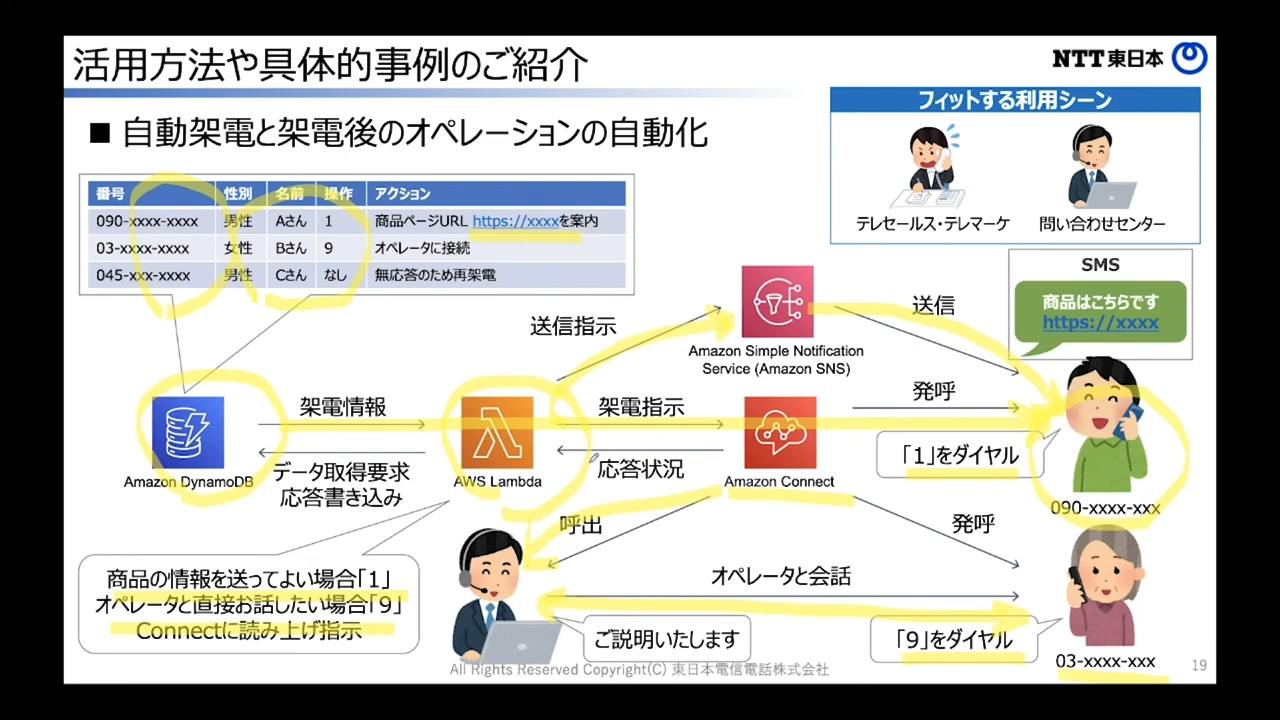 活用方法や具体的事例のご紹介
NTT東日本
■ 自動架電と架電後のオペレーションの自動化
フィットする利用シーン
テレセールス・テレマーケ
問い合わせセンター
番号 性別 名前 操作 アクション
090-xxxx-xxxx 男性 Aさん 1 商品ページURL https://xxxxを案内
03-xxxx-xxxx 女性 Bさん 9 オペレータに接続
045-xxx-xxxx 男性 Cさん なし 無応答のため再架電
SMS
商品はこちらです
https://xxxx
送信指示
送信
Amazon Simple Notification
Service (Amazon SNS)
架電情報
架電指示
発呼
データ取得要求
応答書き込み
応答状況
「1」をダイヤル
Amazon DynamoDB
AWS Lambda
Amazon Connect
090-xxxx-xxx
呼出
発呼
商品の情報を送ってよい場合「1」
オペレータと直接お話したい場合「9」
Connectに読み上げ指示
オペレータと会話
ご説明いたします
「9」をダイヤル
03-xxxx-xxx
All Rights Reserved Copyright(C) 東日本電信電話株式会社
19